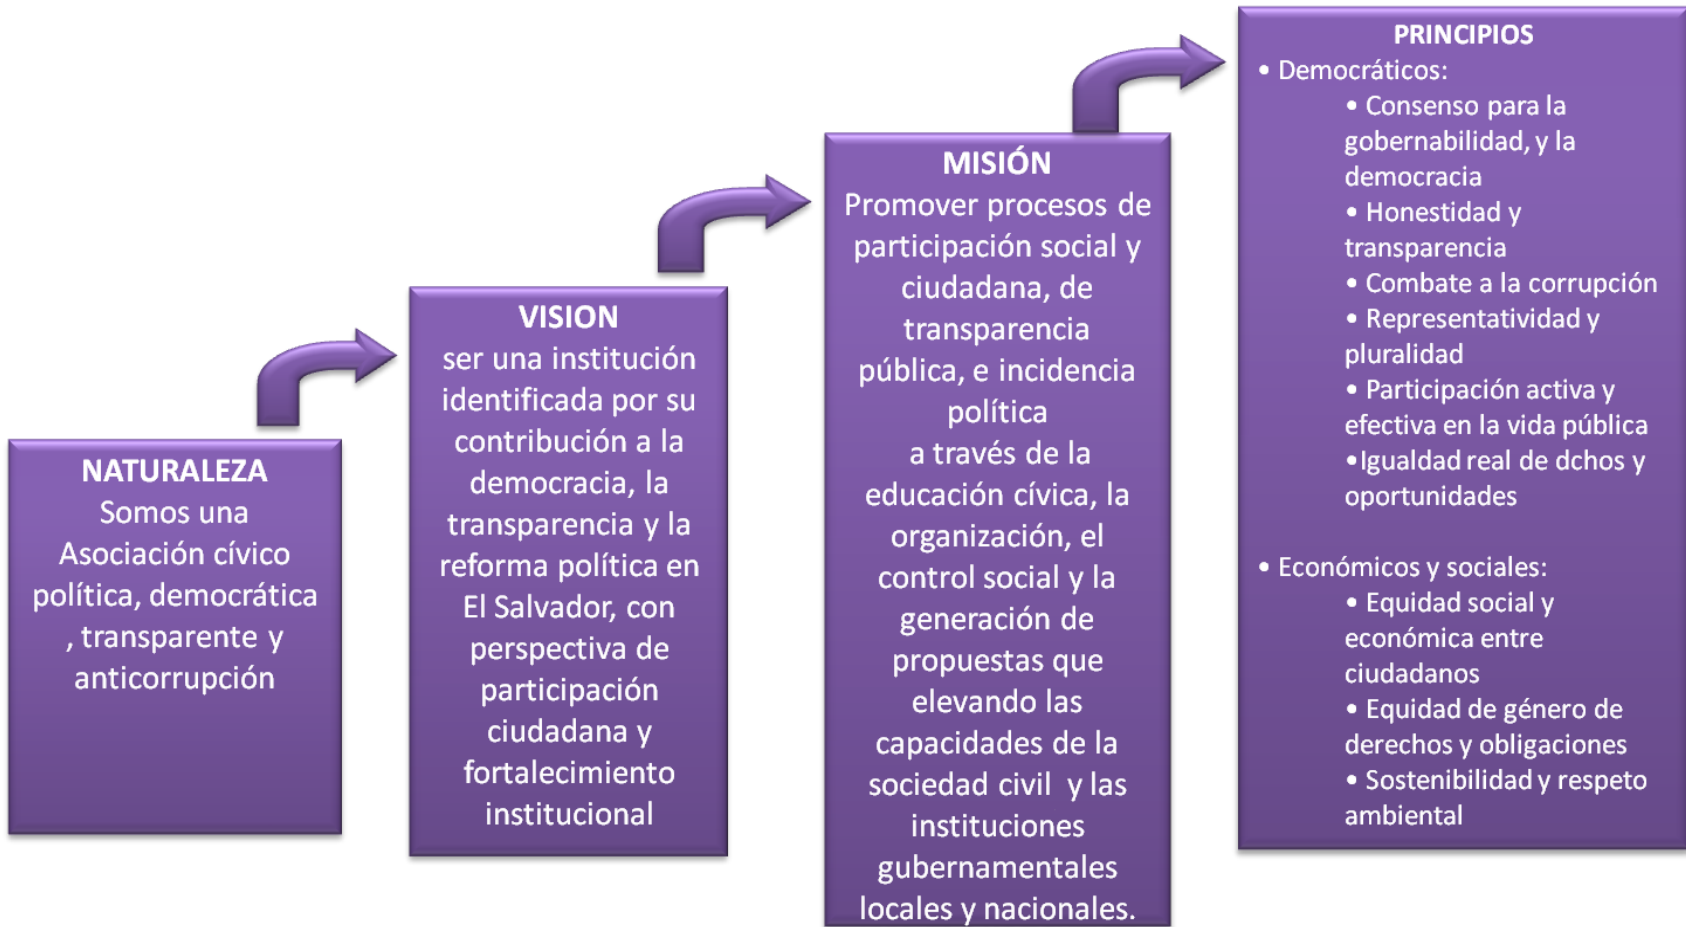 NATURALEZA
Somos una
Asociación cívico
política, democrática
, transparente y
anticorrupción
VISION
ser una institución
identificada por su
contribución a la
democracia, la
transparencia y la
reforma política en
El Salvador, con
perspectiva de
participación
ciudadana y
fortalecimiento
institucional
MISIÓN
Promover procesos de
participación social y
ciudadana, de
transparencia
pública, e incidencia
política
a través de la
educación cívica, la
organización, el
control social y la
generación de
propuestas que
elevando las
capacidades de la
sociedad civil y las
instituciones
gubernamentales
locales y nacionales.
PRINCIPIOS
• Democráticos:
• Consenso para la
gobernabilidad, y la
democracia
• Honestidad y
transparencia
• Combate a la corrupción
• Representatividad y
pluralidad
• Participación activa y
efectiva en la vida pública
•Igualdad real de dchos y
oportunidades
• Económicos y sociales:
• Equidad social y
económica entre
ciudadanos
• Equidad de género de
derechos y obligaciones
• Sostenibilidad y respeto
ambiental